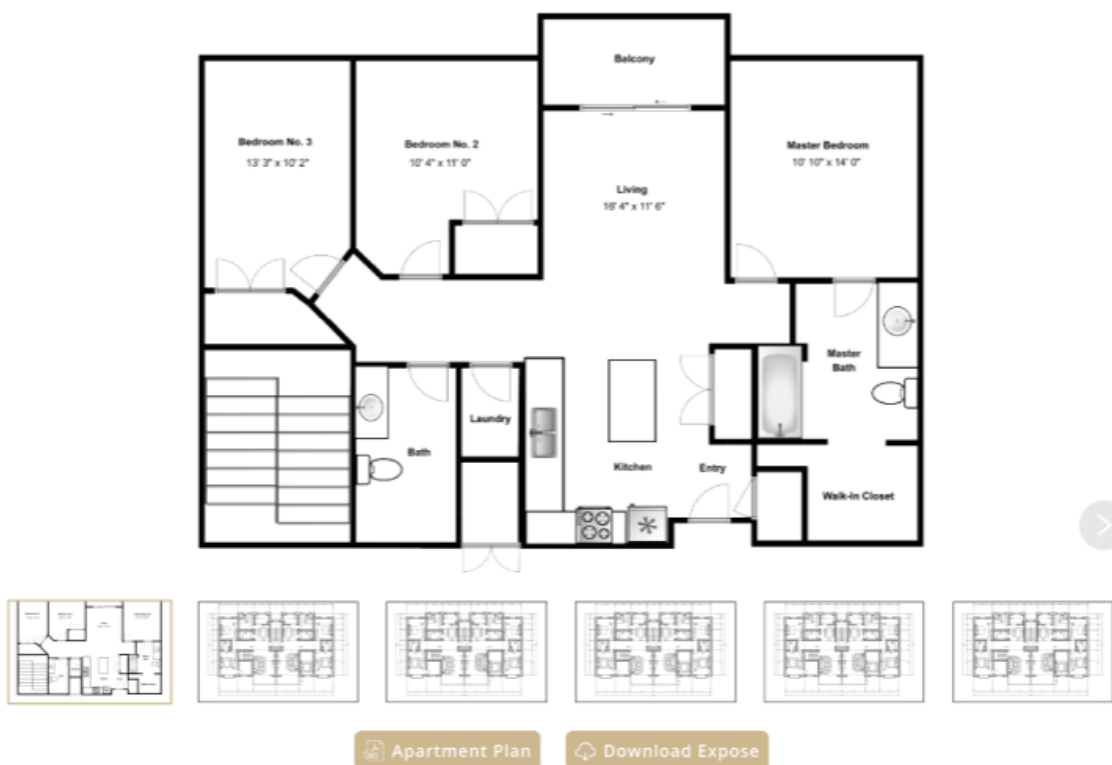 Balcony
Bedroom No. 3
13' 3" x 10' 2"
Bedroom No. 2
10' 4" x 11' 0"
Master Bedroom
10' 10" x 14' 0"
Living
16' 4" x 11' 6"
Master
Bath
Laundry
Bath
Kitchen
Entry
Walk-In Closet
Apartment Plan
Download Expose